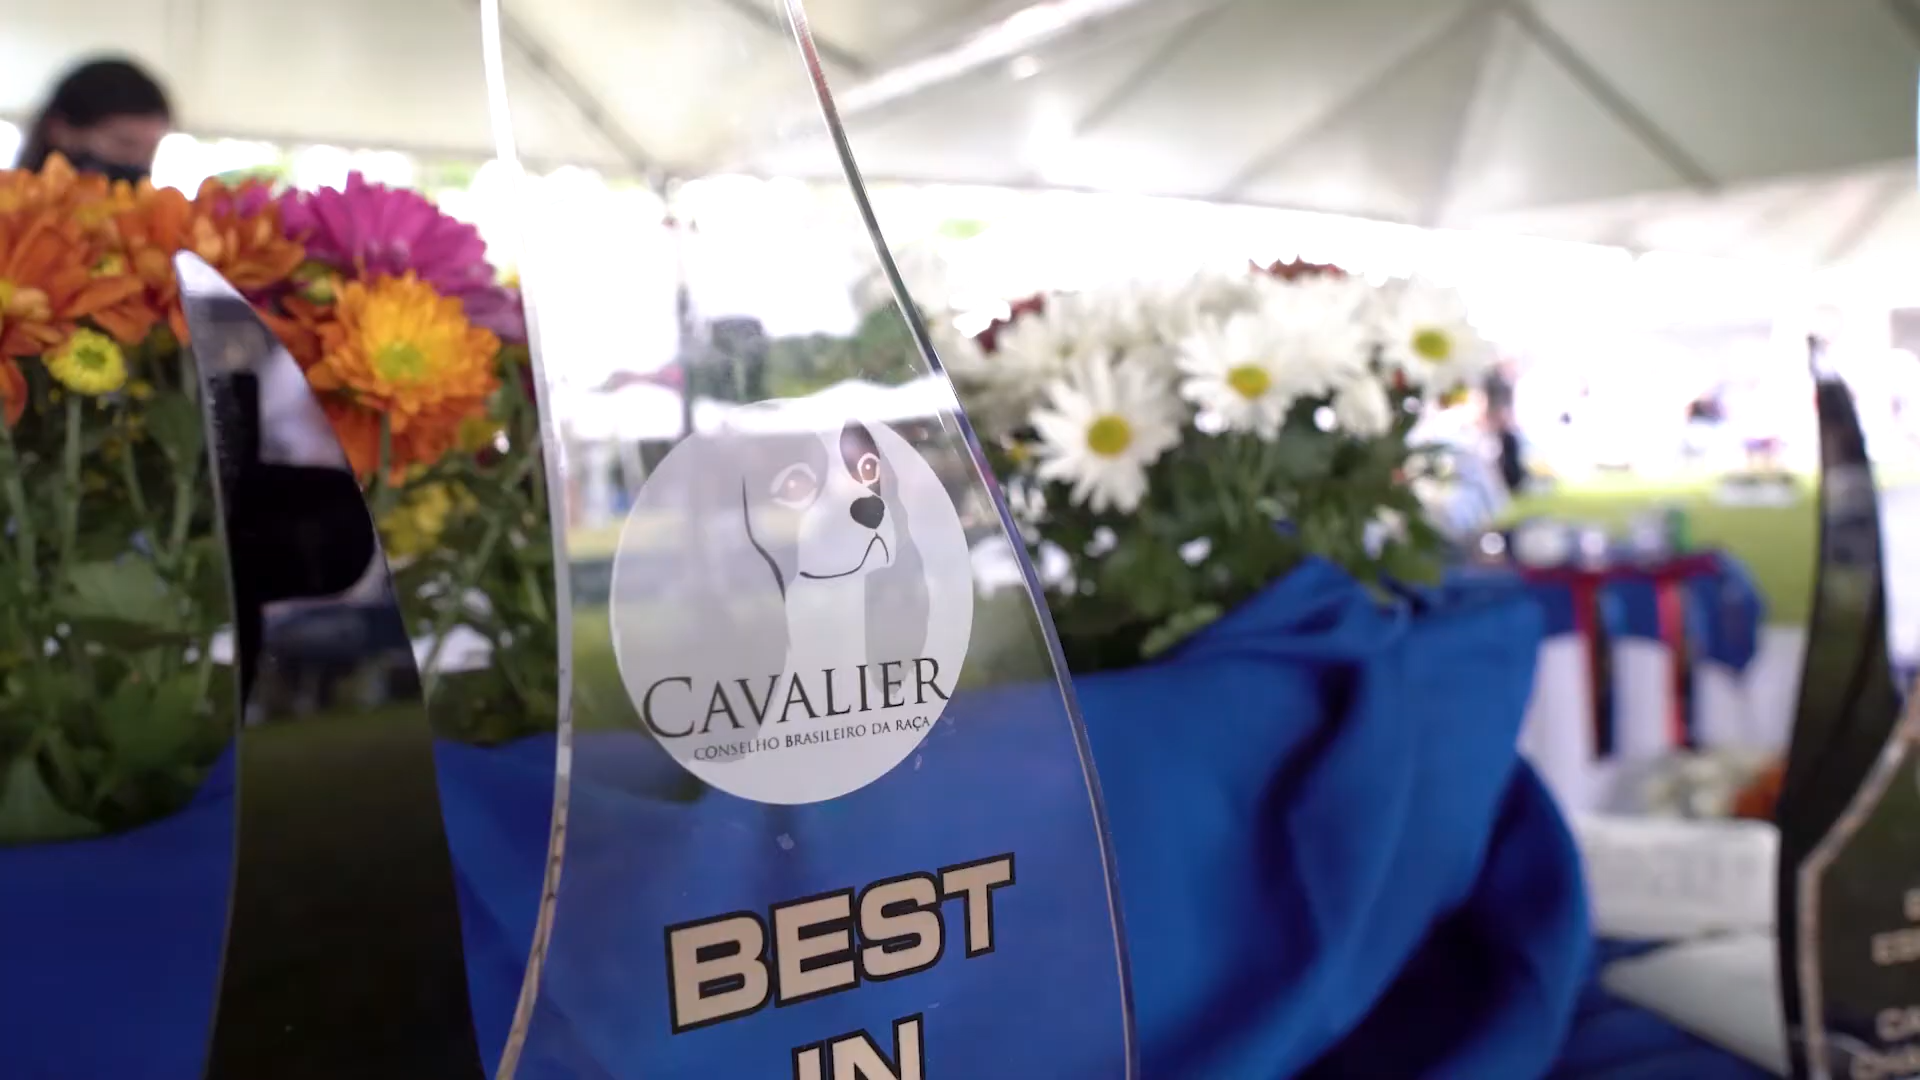 CAVALIER
CONSELHO BRASILEIRO DA RAÇA
BEST
IN